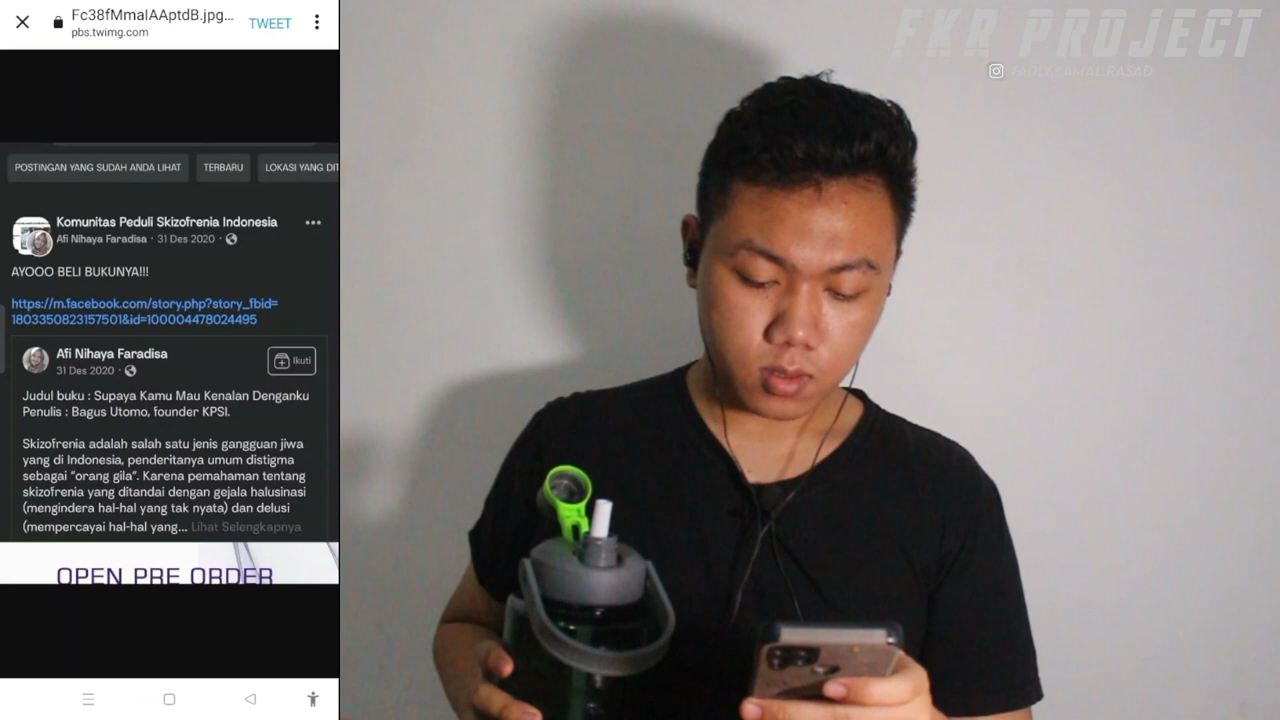 Fc38fMmaIAAptdB.jpg...
pbs.twimg.com
TWEET
POSTINGAN YANG SUDAH ANDA LIHAT
TERBARU
LOKASI YANG DIT
Komunitas Peduli Skizofrenia Indonesia
Afi Nihaya Faradisa · 31 Des 2020 ·
AYOOO BELI BUKUNYA!!!
https://m.facebook.com/story.php?story_fbid=
1803350823157501&id=100004478024495
Afi Nihaya Faradisa
31 Des 2020 ·
Ikuti
Judul buku : Supaya Kamu Mau Kenalan Denganku
Penulis : Bagus Utomo, founder KPSI.
Skizofrenia adalah salah satu jenis gangguan jiwa
yang di Indonesia, penderitanya umum distigma
sebagai "orang gila". Karena pemahaman tentang
skizofrenia yang ditandai dengan gejala halusinasi
(mengindera hal-hal yang tak nyata) dan delusi
(mempercayai hal-hal yang... Lihat Selengkapnya
OPEN PRE ORDER
FKR PROJECT
FADLY.KAMAL.RASAD